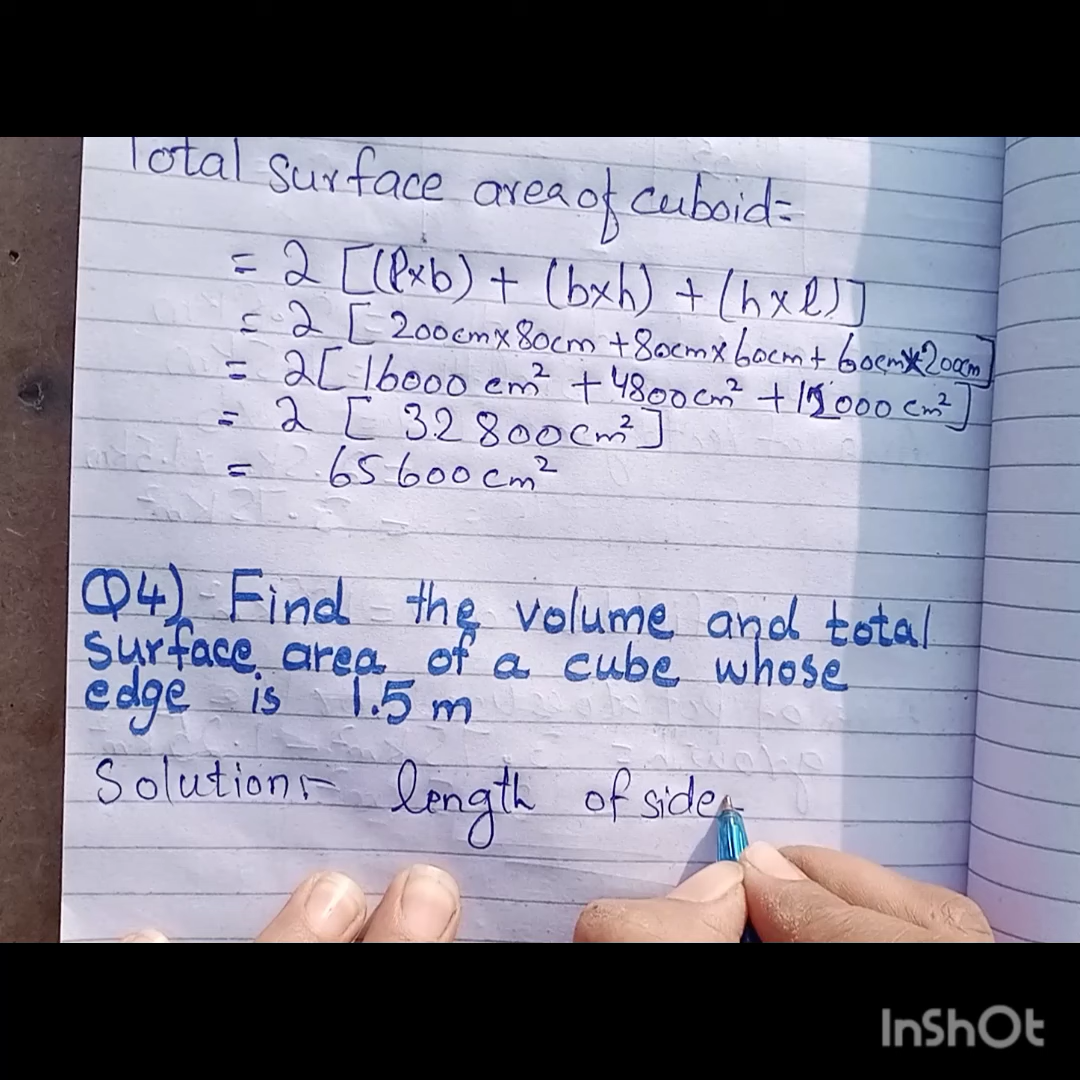 Total surface area of cuboid=
= 2 [(l×b) + (b×h) + (h×l)]
= 2 [200cm×80cm+80cm×60cm+60cm×200cm]
= 2[16000 cm² + 4800cm² + 12000 cm²]
= 2 [32800cm²]
= 65600cm²
Q4) Find the volume and total
surface area of a cube whose
edge is 1.5 m
Solution:- length of side
InShOt